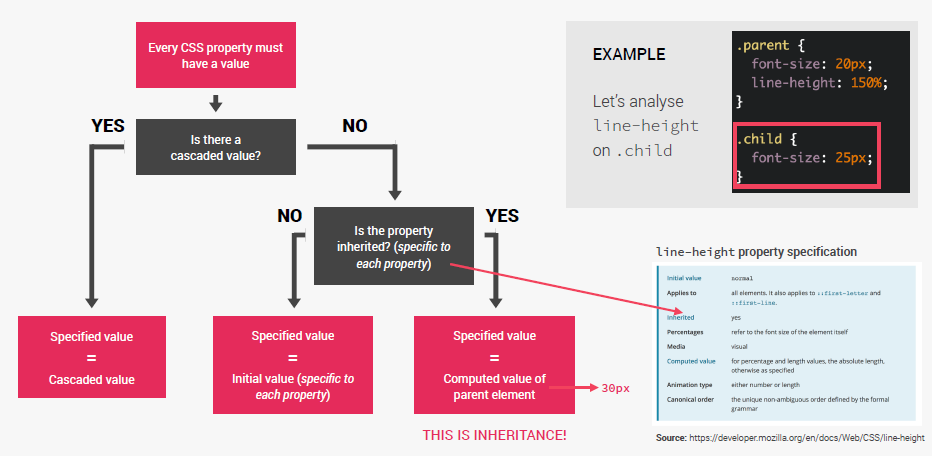 Every CSS property must
have a value
YES
Is there a
cascaded value?
NO
NO
Is the property
inherited? (specific to
each property)
YES
Specified value
=
Cascaded value
Specified value
=
Initial value (specific to
each property)
Specified value
=
Computed value of
parent element
30px
THIS IS INHERITANCE!
EXAMPLE
Let's analyse
line-height
on .child
.parent {
font-size: 20px;
line-height: 150%;
}
.child {
font-size: 25px;
}
line-height property specification
Initial value normal
Applies to all elements. It also applies to ::first-letter and
::first-line.
Inherited yes
Percentages refer to the font size of the element itself
Media visual
Computed value for percentage and length values, the absolute length,
otherwise as specified
Animation type either number or length
Canonical order the unique non-ambiguous order defined by the formal
grammar
Source: https://developer.mozilla.org/en/docs/Web/CSS/line-height